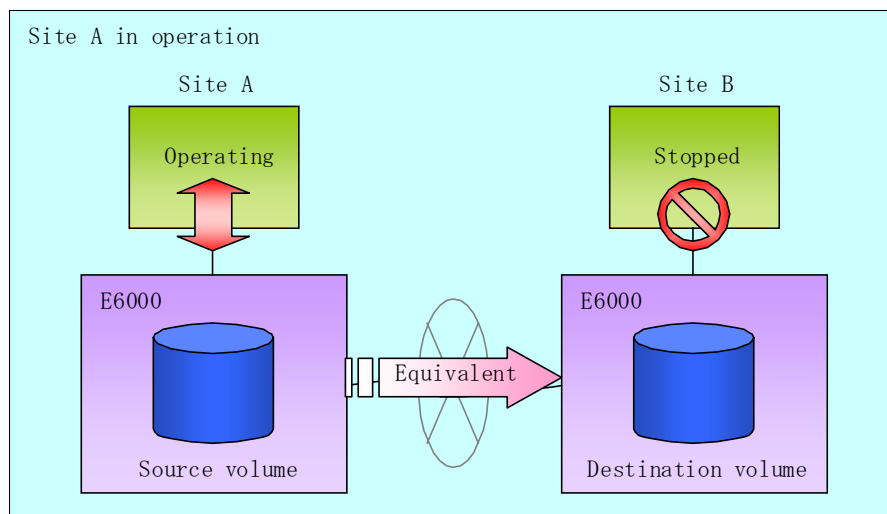 Site A in operation
Site A
Site B
Operating
Stopped
E6000
E6000
Equivalent
Source volume
Destination volume